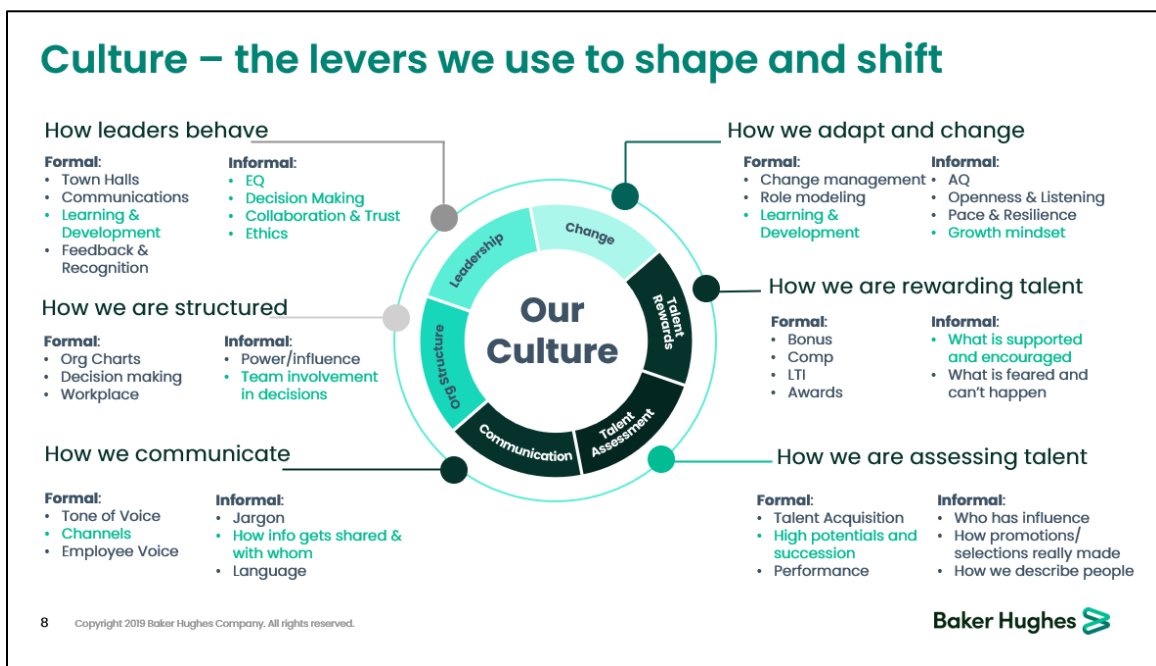 Culture – the levers we use to shape and shift
How leaders behave
Formal:
• Town Halls
• Communications
• Learning &
Development
• Feedback &
Recognition
Informal:
• EQ
• Decision Making
• Collaboration & Trust
• Ethics
How we are structured
Formal:
• Org Charts
• Decision making
• Workplace
Informal:
• Power/influence
• Team involvement
in decisions
How we communicate
Formal:
• Tone of Voice
• Channels
• Employee Voice
Informal:
• Jargon
• How info gets shared &
with whom
• Language
Our
Culture
Leadership
Change
Talent
Rewards
Talent
Assessment
Communication
Org Structure
How we adapt and change
Formal:
• Change management
• Role modeling
• Learning &
Development
Informal:
• AQ
• Openness & Listening
• Pace & Resilience
• Growth mindset
How we are rewarding talent
Formal:
• Bonus
• Comp
• LTI
• Awards
Informal:
• What is supported
and encouraged
• What is feared and
can't happen
How we are assessing talent
Formal:
• Talent Acquisition
• High potentials and
succession
• Performance
Informal:
• Who has influence
• How promotions/
selections really made
• How we describe people
8 Copyright 2019 Baker Hughes Company. All rights reserved.
Baker Hughes